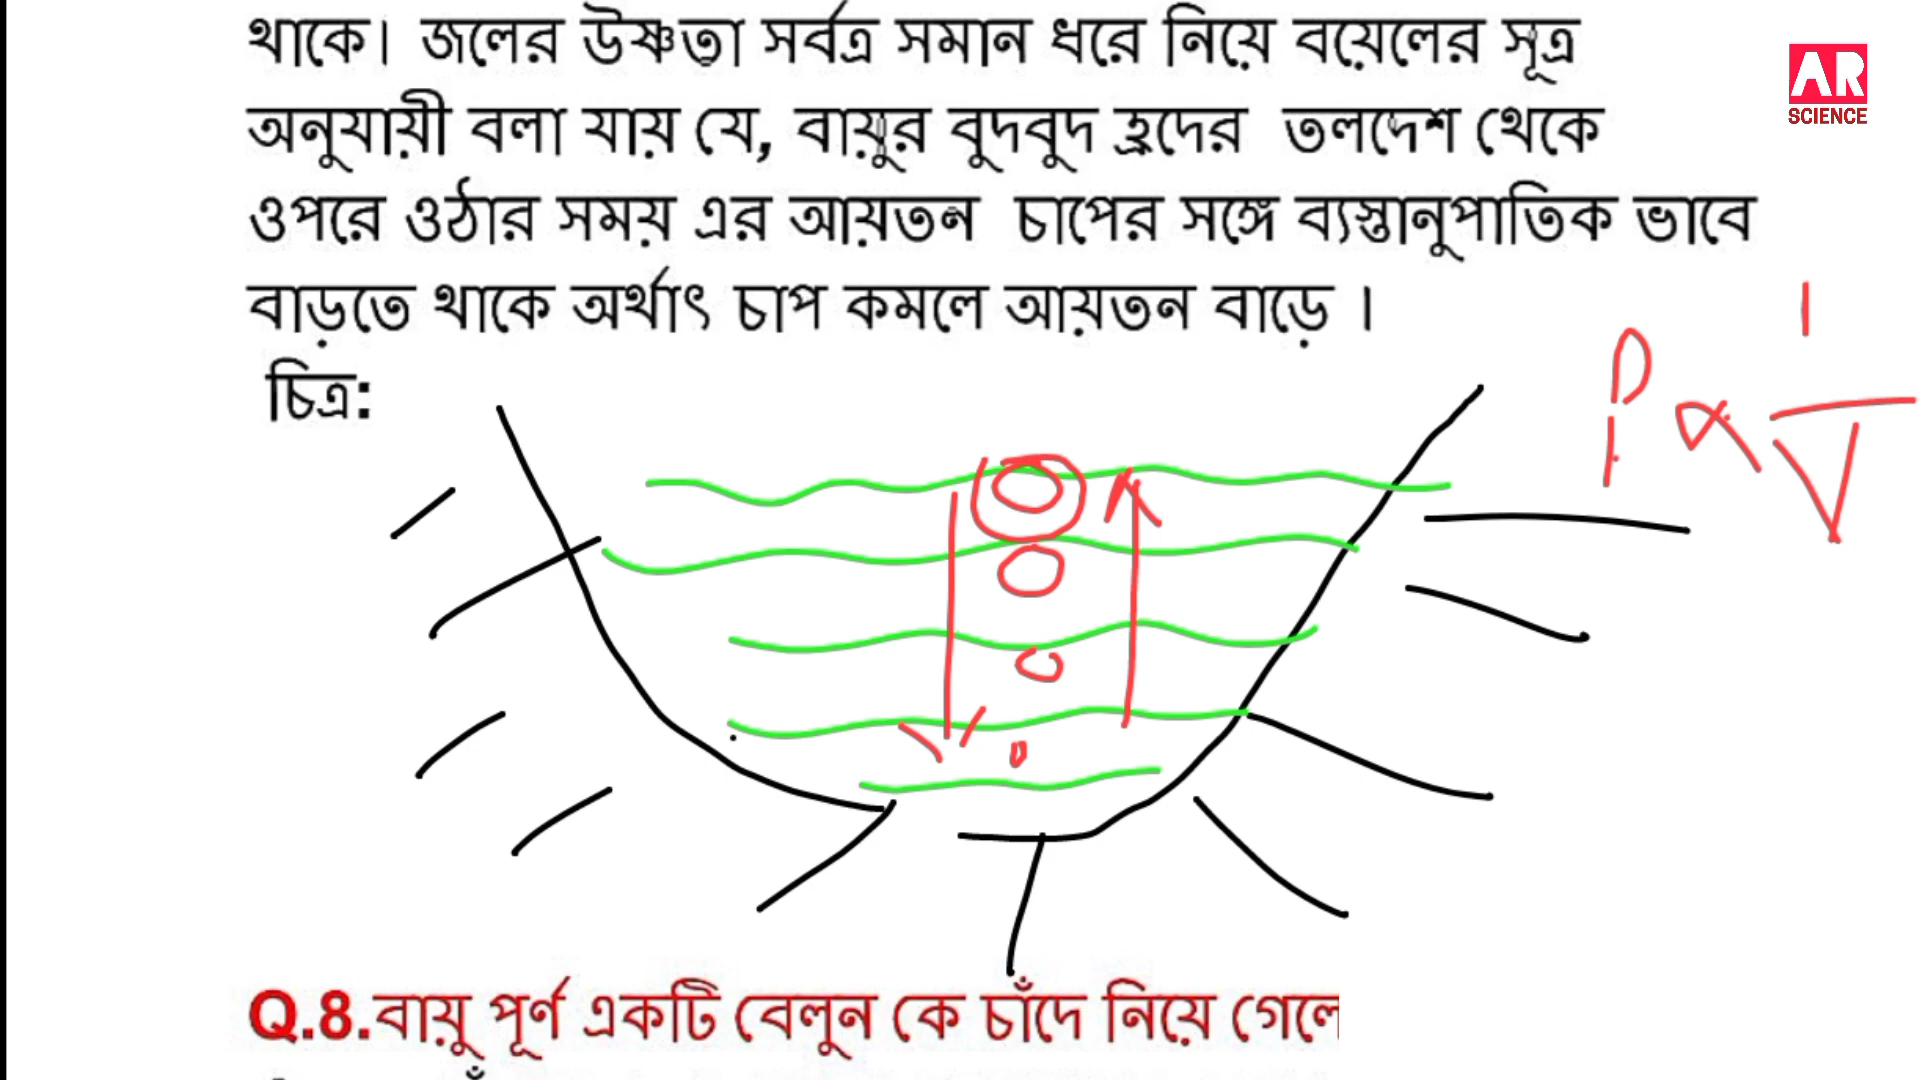 থাকে। জলের উষ্ণতা সর্বত্র সমান ধরে নিয়ে বয়েলের সূত্র
অনুযায়ী বলা যায় যে, বায়ুর বুদবুদ হ্রদের তলদেশ থেকে
ওপরে ওঠার সময় এর আয়তন চাপের সঙ্গে ব্যস্তানুপাতিক ভাবে
বাড়তে থাকে অর্থাৎ চাপ কমলে আয়তন বাড়ে ।
চিত্র:
P ∝ 1/V
Q.8.বায়ু পূর্ণ একটি বেলুন কে চাঁদে নিয়ে গেলে
AR
SCIENCE